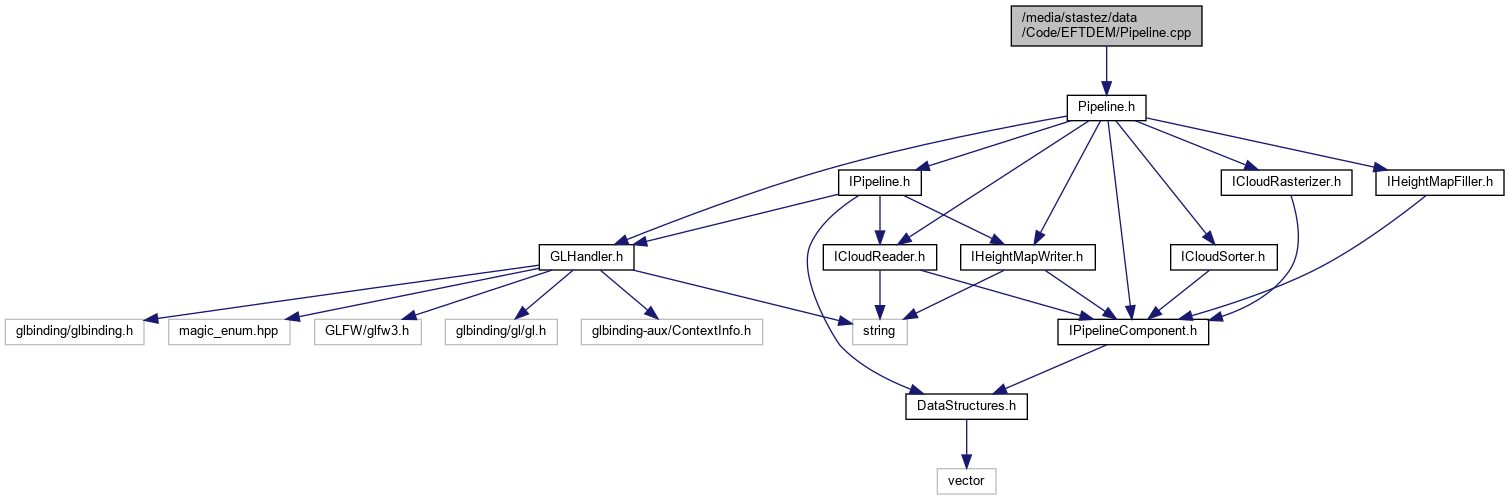 /media/stastez/data
/Code/EFTDEM/Pipeline.cpp
Pipeline.h
IPipeline.h
ICloudRasterizer.h
IHeightMapFiller.h
GLHandler.h
ICloudReader.h
IHeightMapWriter.h
ICloudSorter.h
glbinding/glbinding.h
magic_enum.hpp
GLFW/glfw3.h
glbinding/gl/gl.h
glbinding-aux/ContextInfo.h
string
IPipelineComponent.h
DataStructures.h
vector